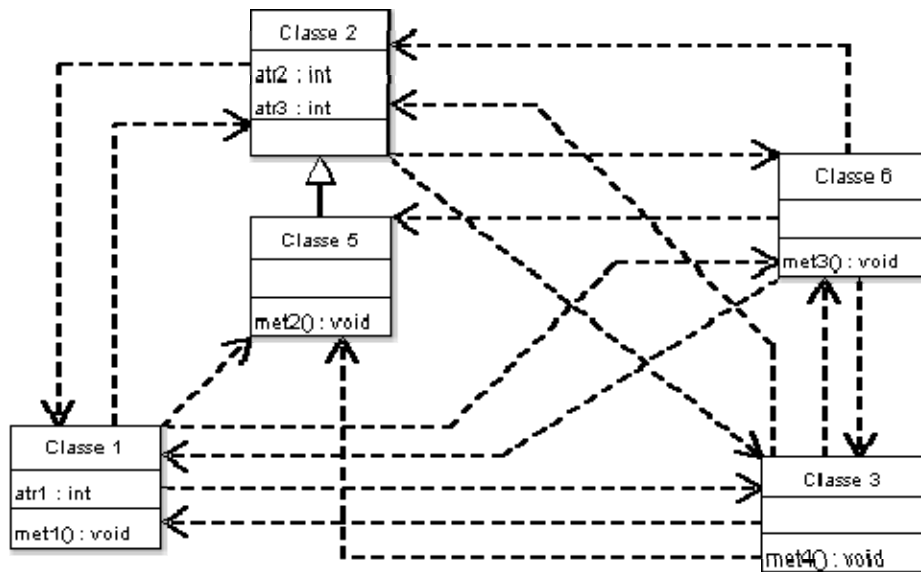 Classe 2
atr2 : int
atr3 : int
Classe 6
met3() : void
Classe 5
met2() : void
Classe 1
atr1 : int
met1() : void
Classe 3
met4() : void